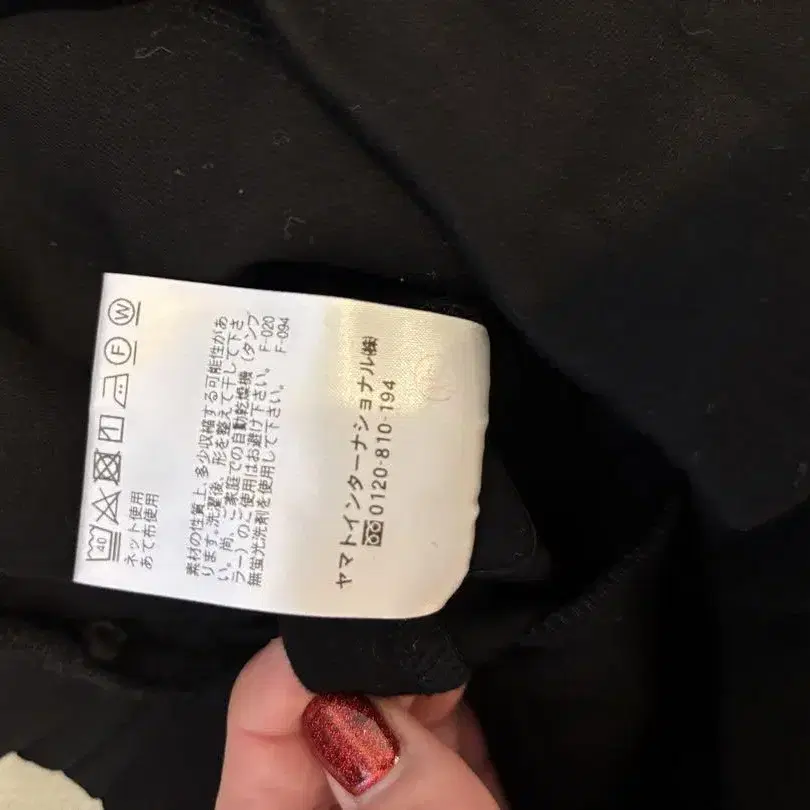 40
1
F
W
ネット使用
あて布使用
素材の性質上、多少収縮する可能性があ
ります。洗濯後、形を整えて干して下さ
い。尚、ご家庭での自動乾燥機（タンブ
ラー）のご使用はお避け下さい。 F-020
無蛍光洗剤を使用して下さい。 F-094
ヤマトインターナショナル㈱
0120-810-194